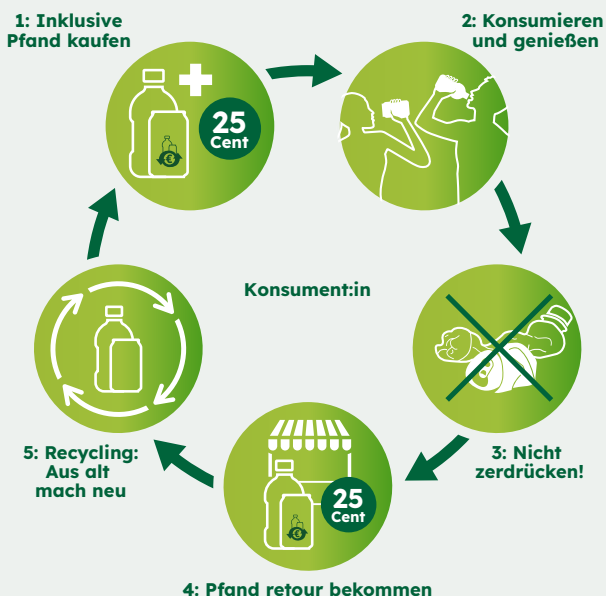 1: Inklusive
Pfand kaufen
2: Konsumieren
und genießen
25
Cent
€
Konsument:in
3: Nicht
zerdrücken!
25
Cent
€
4: Pfand retour bekommen
5: Recycling:
Aus alt
mach neu